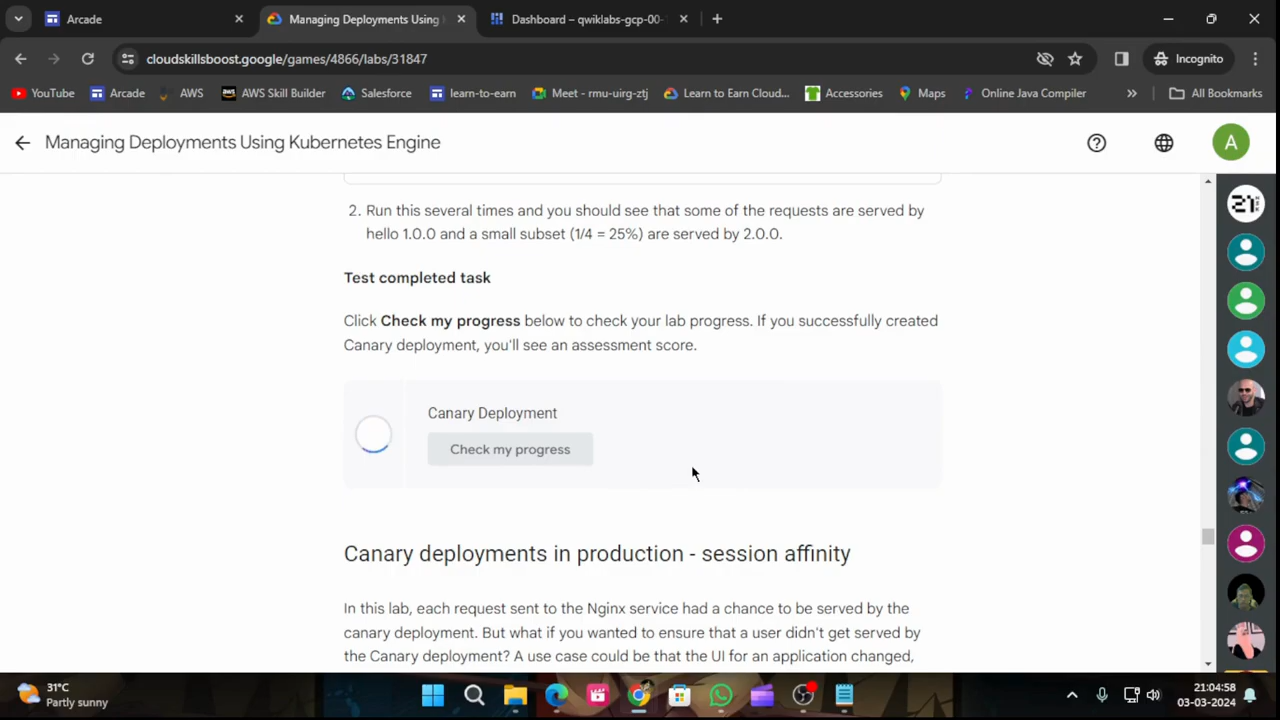 Arcade
Managing Deployments Using
Dashboard – qwiklabs-gcp-00-
cloudskillsboost.google/games/4866/labs/31847
Incognito
YouTube
Arcade
AWS
AWS Skill Builder
Salesforce
learn-to-earn
Meet - rmu-uirg-ztj
Learn to Earn Cloud...
Accessories
Maps
Online Java Compiler
All Bookmarks
Managing Deployments Using Kubernetes Engine
A
2. Run this several times and you should see that some of the requests are served by
hello 1.0.0 and a small subset (1/4 = 25%) are served by 2.0.0.
Test completed task
Click Check my progress below to check your lab progress. If you successfully created
Canary deployment, you'll see an assessment score.
Canary Deployment
Check my progress
Canary deployments in production - session affinity
In this lab, each request sent to the Nginx service had a chance to be served by the
canary deployment. But what if you wanted to ensure that a user didn't get served by
the Canary deployment? A use case could be that the UI for an application changed,
31°C
Partly sunny
21:04:58
03-03-2024